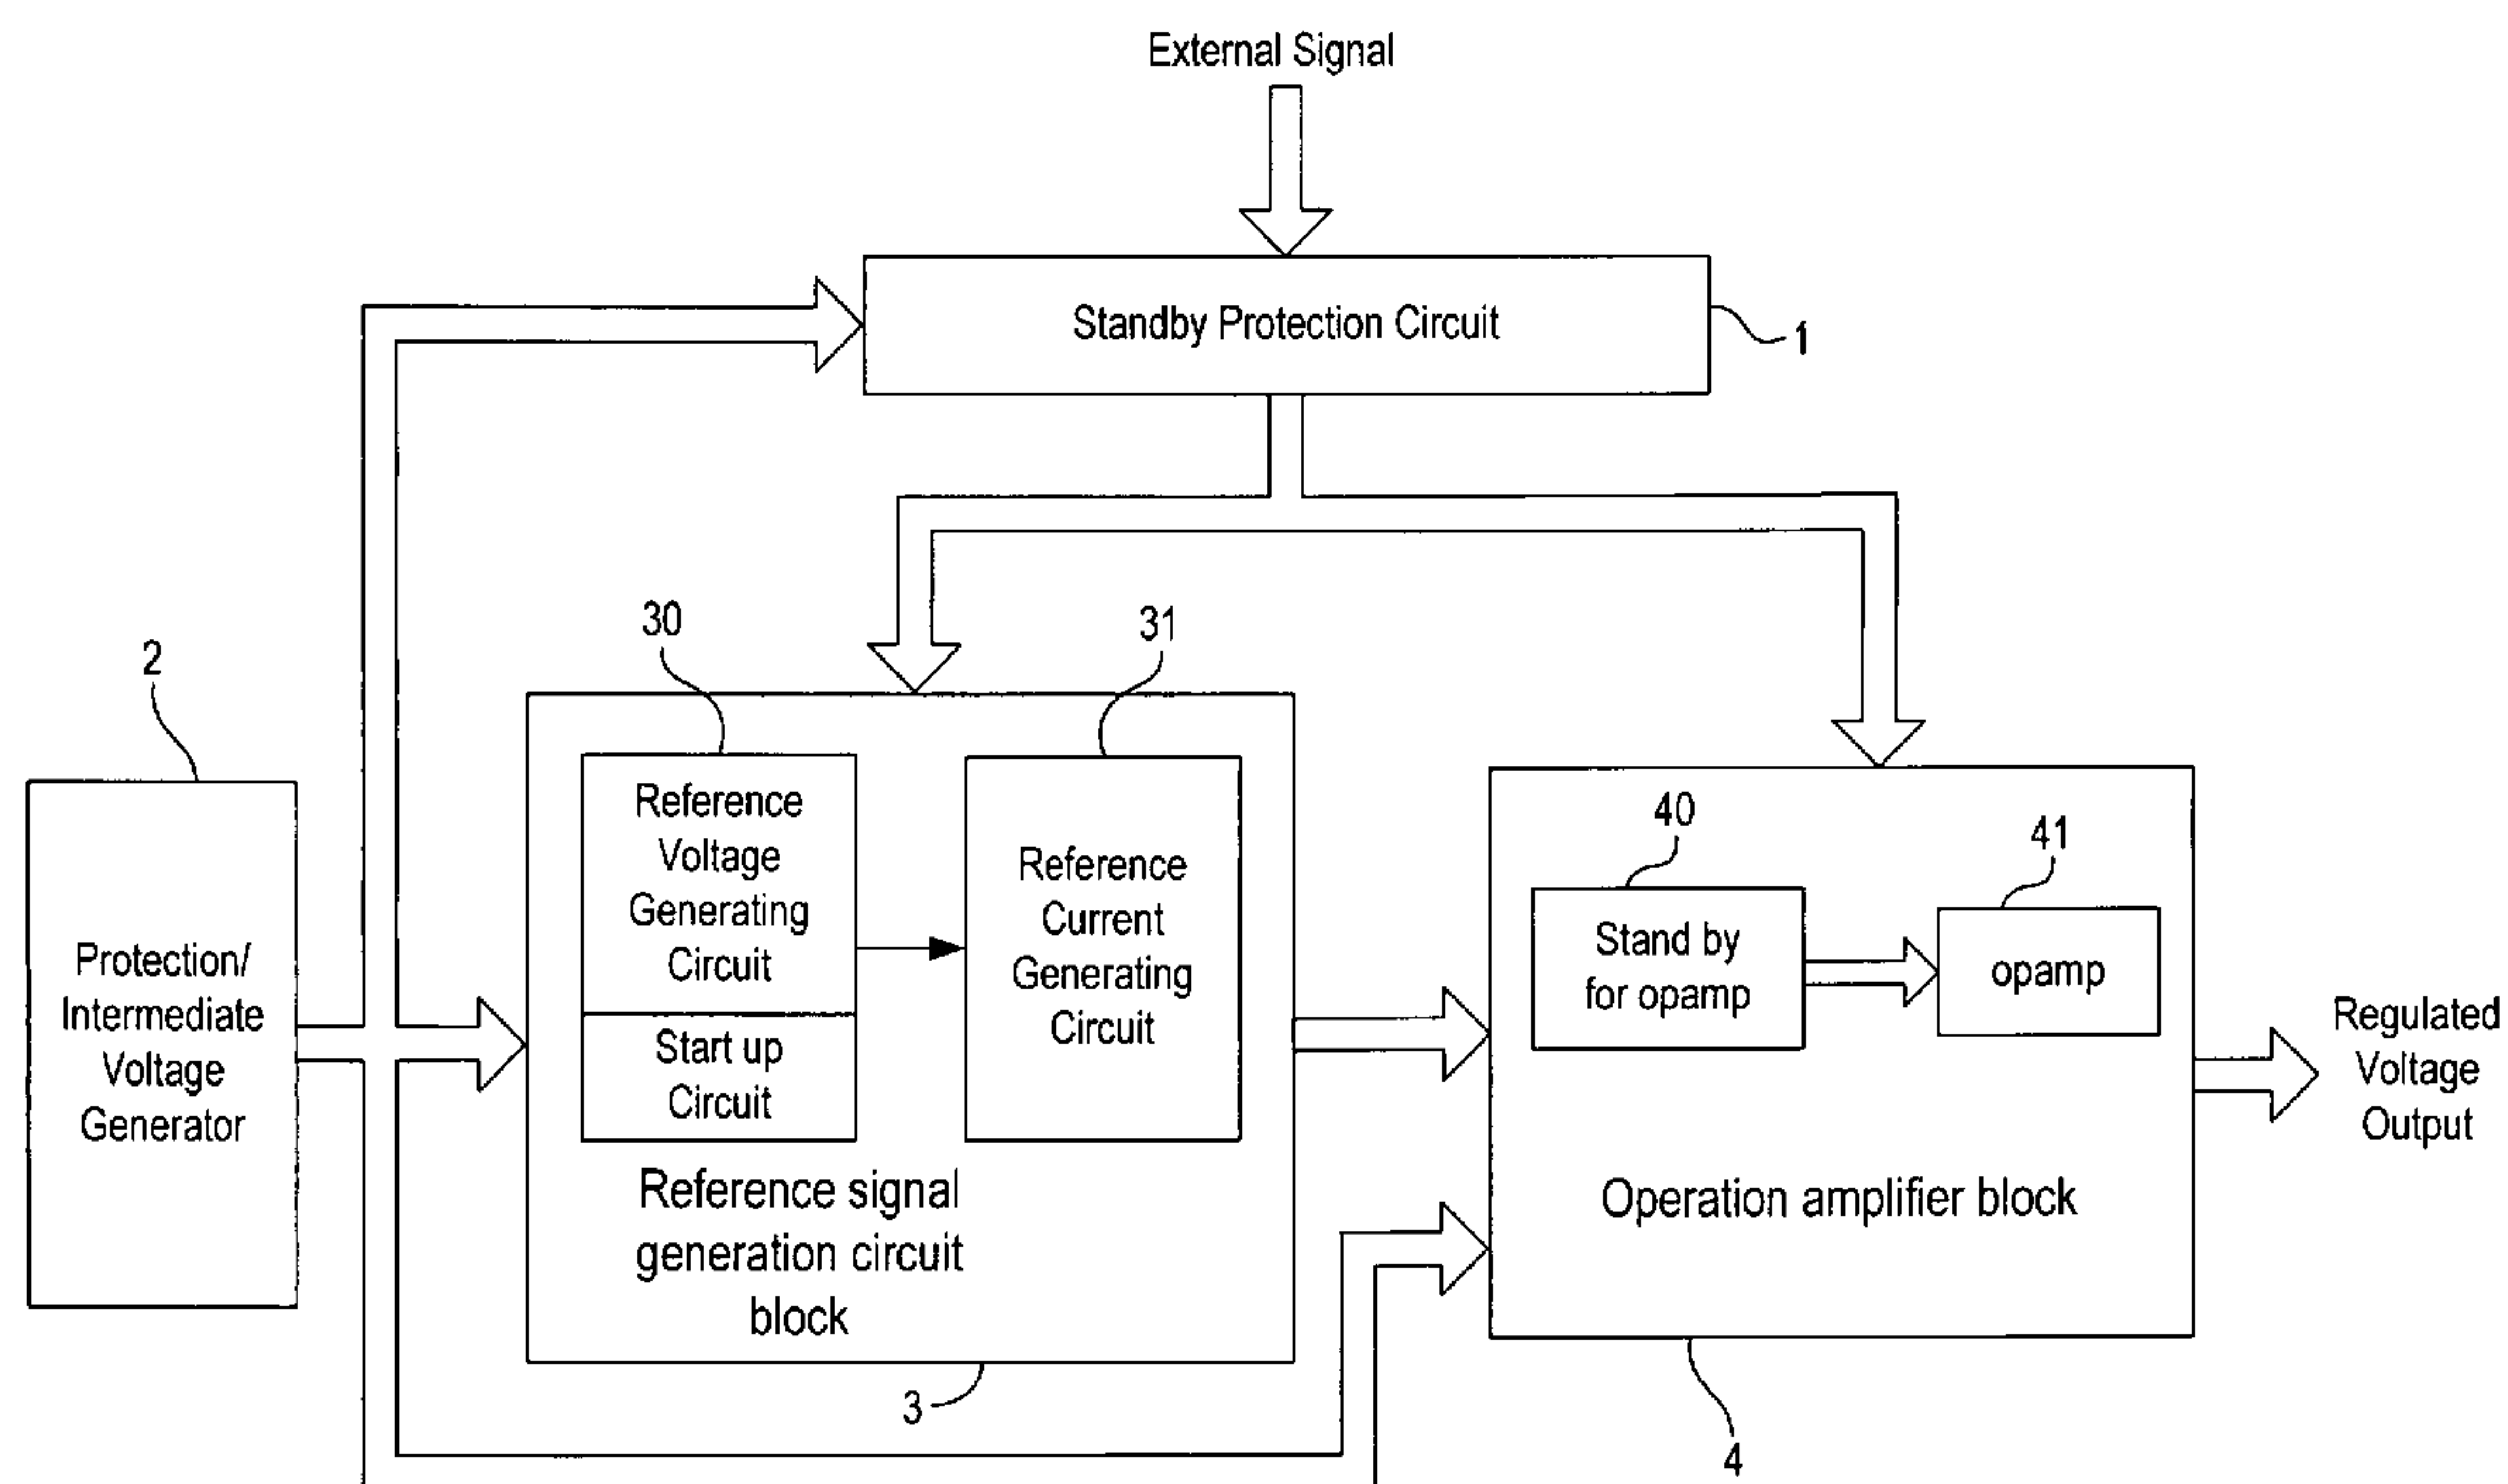 External Signal
Standby Protection Circuit
1
30
31
2
Reference
Voltage
Generating
Circuit
Start up
Circuit
Reference
Current
Generating
Circuit
Reference signal
generation circuit
block
3
Protection/
Intermediate
Voltage
Generator
40
41
Stand by
for opamp
opamp
Operation amplifier block
4
Regulated
Voltage
Output